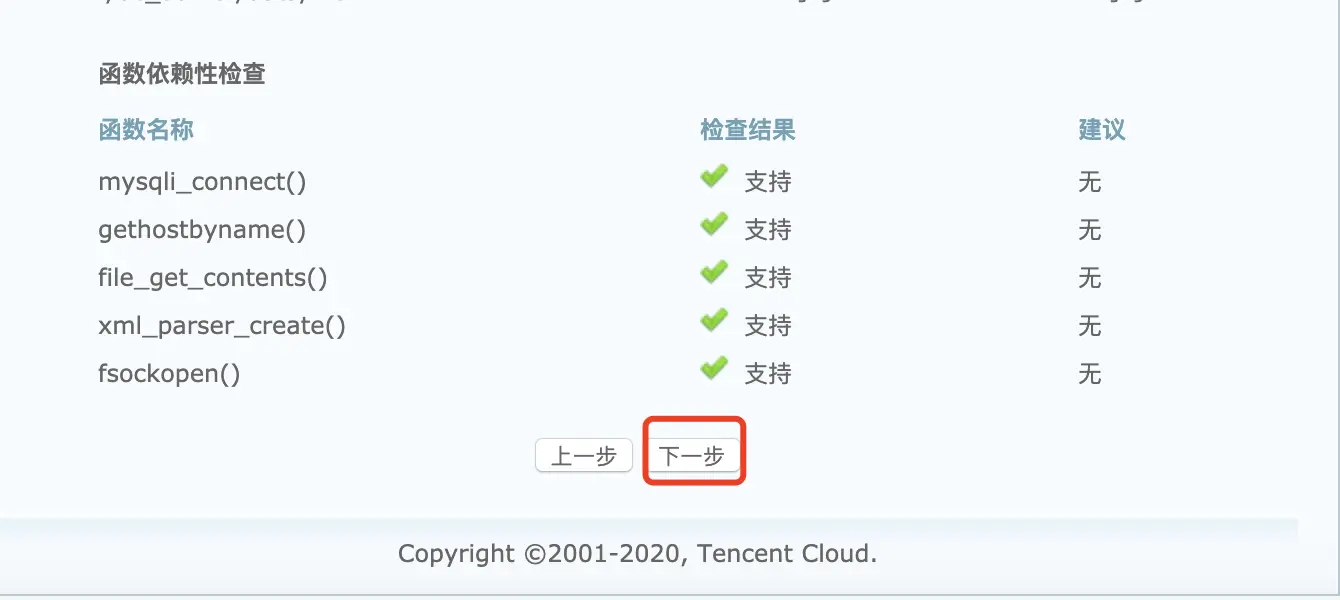 函数依赖性检查
函数名称 检查结果 建议
mysqli_connect() 支持 无
gethostbyname() 支持 无
file_get_contents() 支持 无
xml_parser_create() 支持 无
fsockopen() 支持 无
上一步 下一步
Copyright ©2001-2020, Tencent Cloud.